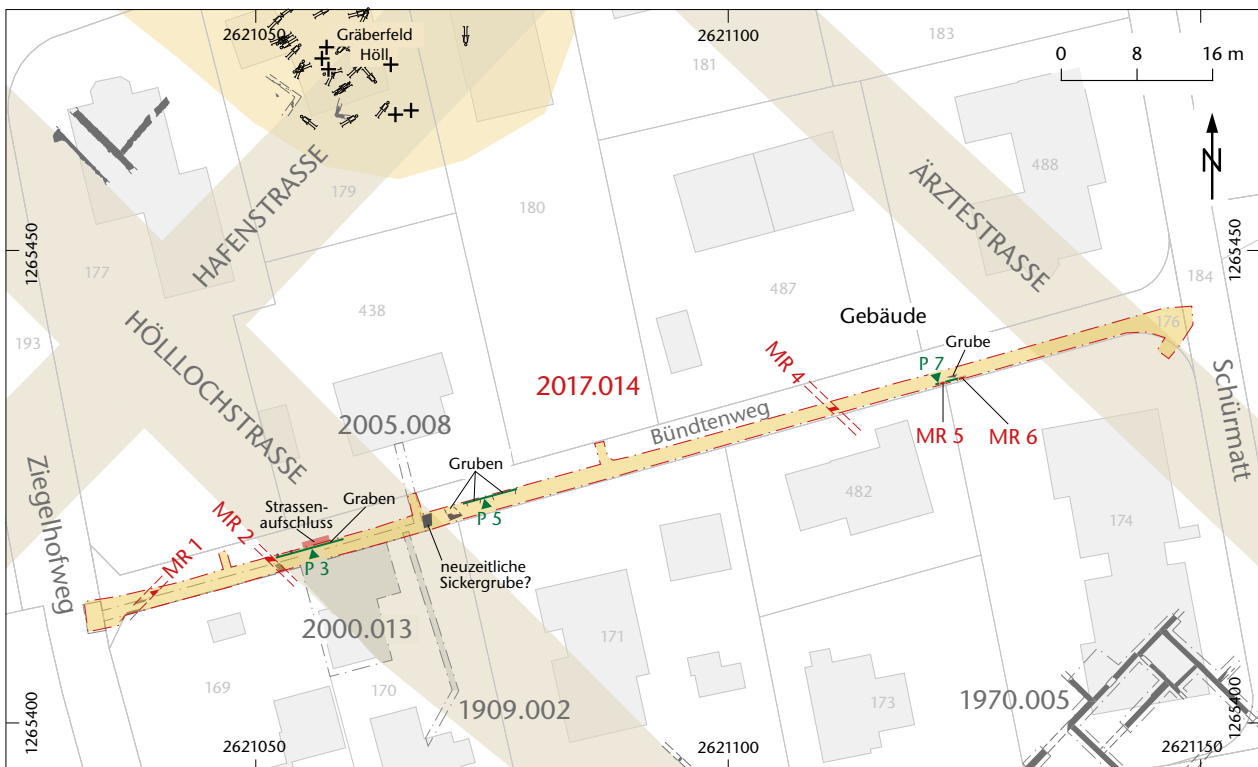 2621050
Gräberfeld
Höll
2621100
183
181
0 8 16 m
N
488
HAFENSTRASSE
179
180
ÄRZTESTRASSE
1265450
1265450
177
184
193
HÖLLLOCHSTRASSE
438
487
Gebäude
176
Grube
P 7
MR 4
2017.014
Schürmatt
2005.008
Bündtenweg
MR 5
MR 6
Gruben
Graben
Strassen-
aufschluss
P 5
482
174
Ziegelhofweg
MR 2
MR 1
P 3
neuzeitliche
Sickergrube?
2000.013
171
169
170
1909.002
173
1970.005
1265400
1265400
2621050
2621100
2621150